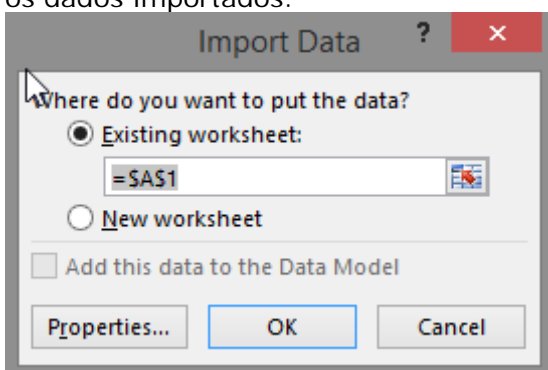 os dados importados.
Import Data ? ×
Where do you want to put the data?
Existing worksheet:
=$A$1
New worksheet
Add this data to the Data Model
Properties... OK Cancel